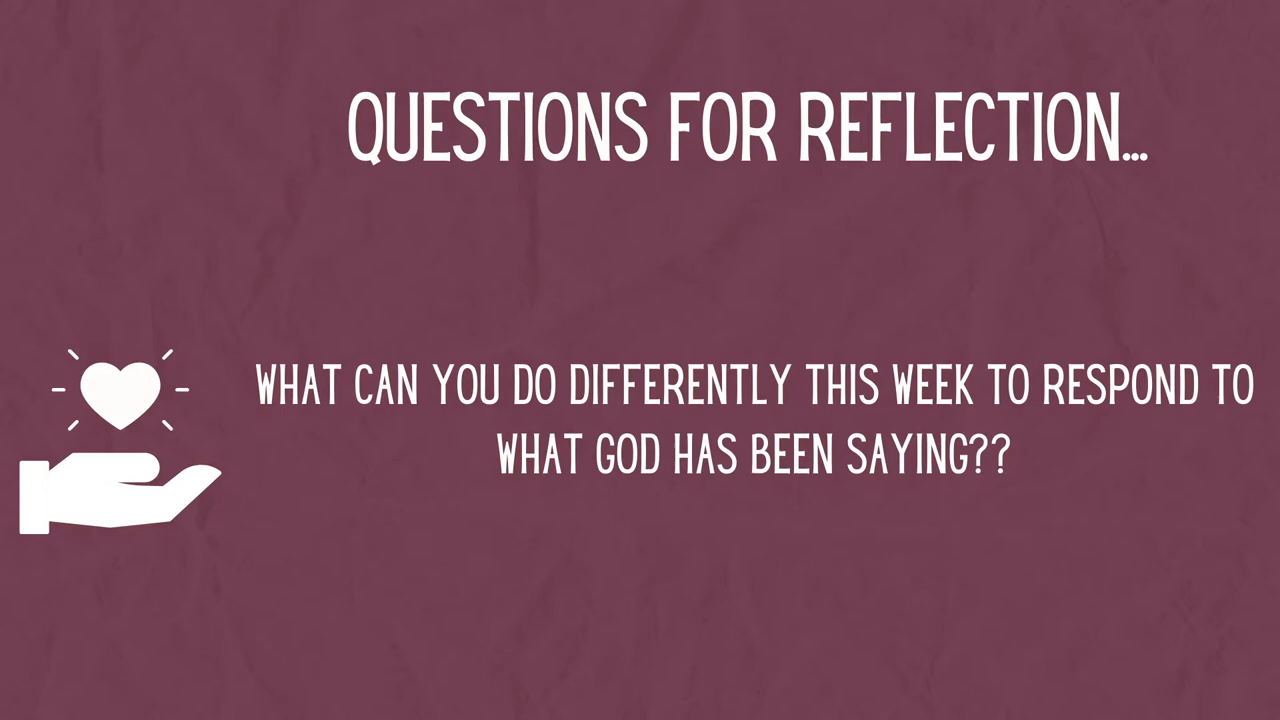 QUESTIONS FOR REFLECTION...
WHAT CAN YOU DO DIFFERENTLY THIS WEEK TO RESPOND TO
WHAT GOD HAS BEEN SAYING??